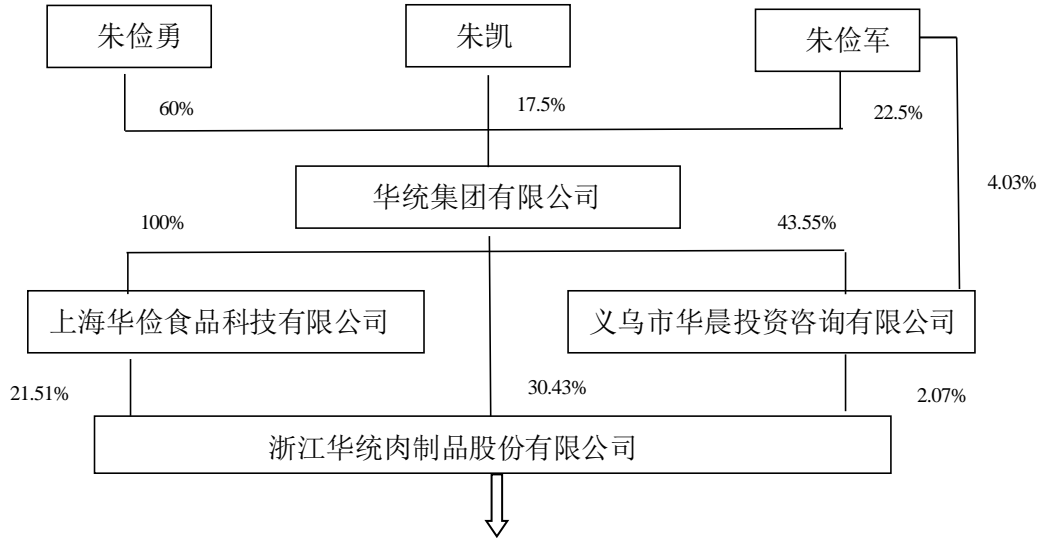 朱俭勇
朱凯
朱俭军
60%
17.5%
22.5%
4.03%
华统集团有限公司
100%
43.55%
上海华俭食品科技有限公司
义乌市华晨投资咨询有限公司
21.51%
30.43%
2.07%
浙江华统肉制品股份有限公司